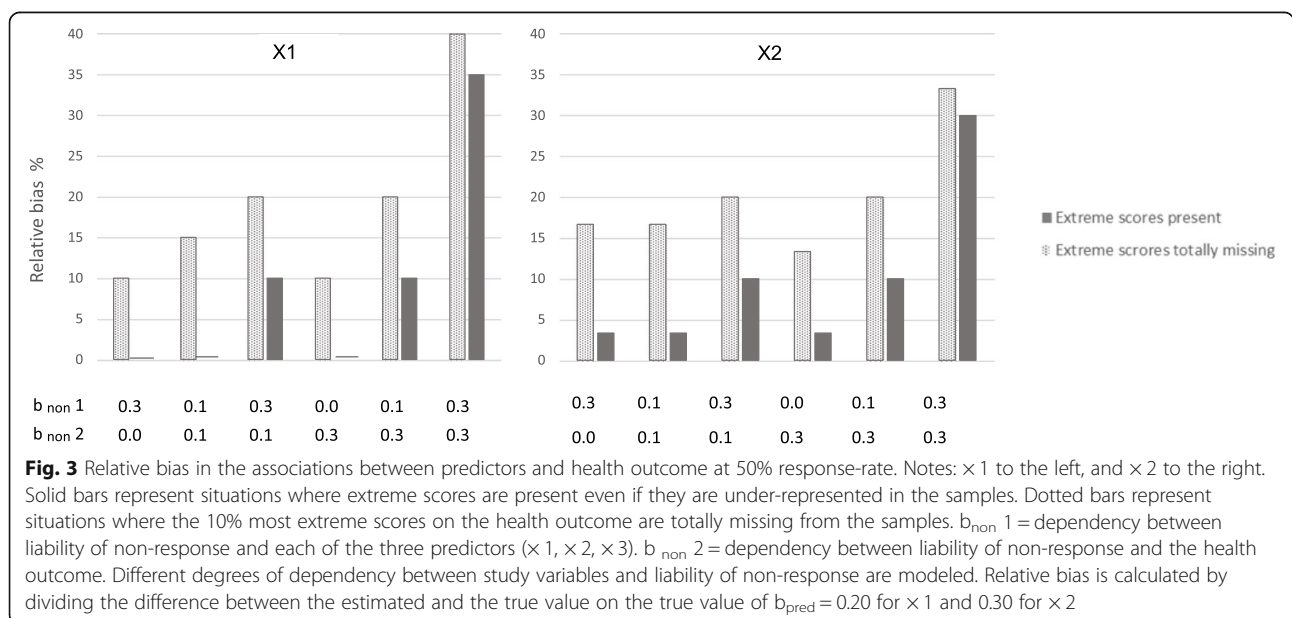 X1
X2
Relative bias %
40
35
30
25
20
15
10
5
0
40
35
30
25
20
15
10
5
0
Extreme scores present
Extreme scrores totally missing
b non 1 0.3 0.1 0.3 0.0 0.1 0.3 0.3 0.1 0.3 0.0 0.1 0.3
b non 2 0.0 0.1 0.1 0.3 0.3 0.3 0.0 0.1 0.1 0.3 0.3 0.3
Fig. 3 Relative bias in the associations between predictors and health outcome at 50% response-rate. Notes: × 1 to the left, and × 2 to the right.
Solid bars represent situations where extreme scores are present even if they are under-represented in the samples. Dotted bars represent
situations where the 10% most extreme scores on the health outcome are totally missing from the samples. bnon 1 = dependency between
liability of non-response and each of the three predictors (× 1, × 2, × 3). b non 2 = dependency between liability of non-response and the health
outcome. Different degrees of dependency between study variables and liability of non-response are modeled. Relative bias is calculated by
dividing the difference between the estimated and the true value on the true value of bpred = 0.20 for × 1 and 0.30 for × 2